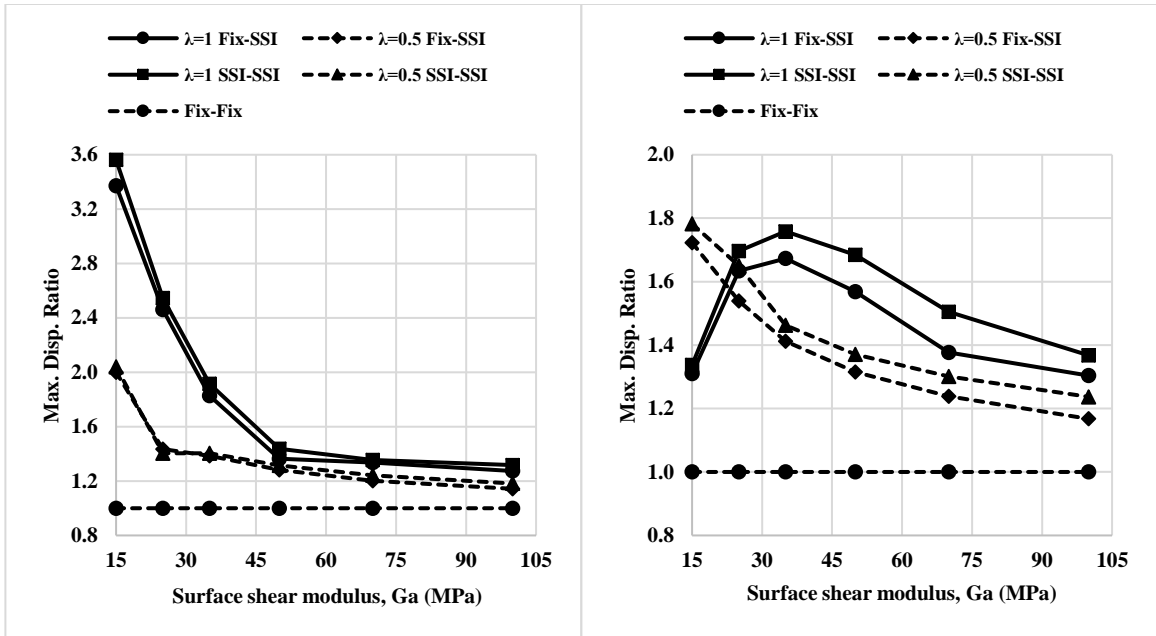 λ=1 Fix-SSI
λ=0.5 Fix-SSI
λ=1 SSI-SSI
λ=0.5 SSI-SSI
Fix-Fix
3.6
3.2
2.8
2.4
2.0
1.6
1.2
0.8
Max. Disp. Ratio
15 30 45 60 75 90 105
Surface shear modulus, Ga (MPa)
λ=1 Fix-SSI
λ=0.5 Fix-SSI
λ=1 SSI-SSI
λ=0.5 SSI-SSI
Fix-Fix
2.0
1.8
1.6
1.4
1.2
1.0
0.8
Max. Disp. Ratio
15 30 45 60 75 90 105
Surface shear modulus, Ga (MPa)